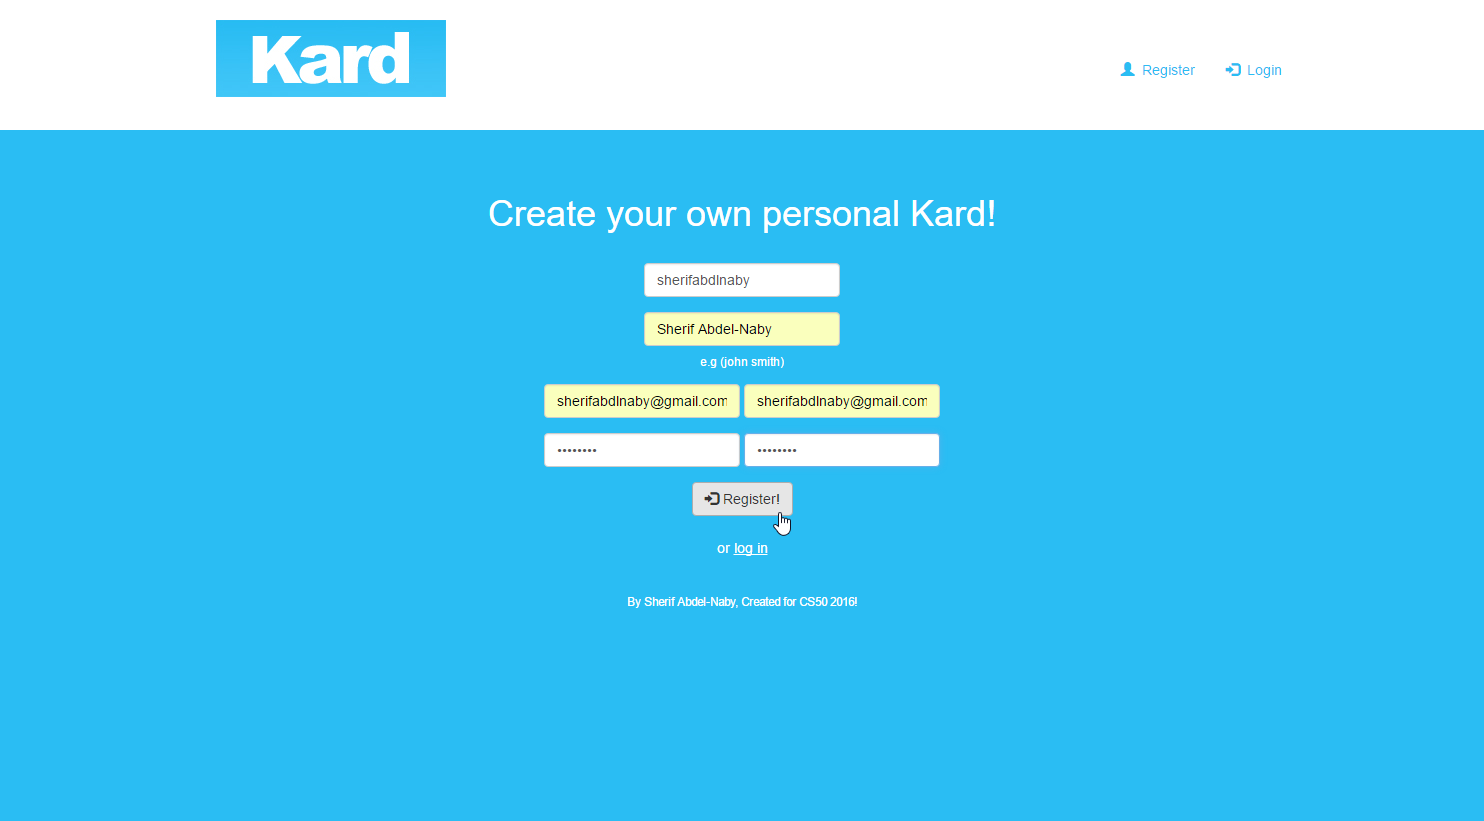 Kard
Register Login
Create your own personal Kard!
sherifabdlnaby
Sherif Abdel-Naby
e.g (john smith)
sherifabdlnaby@gmail.com sherifabdlnaby@gmail.com
•••••••• ••••••••
Register!
or log in
By Sherif Abdel-Naby, Created for CS50 2016!